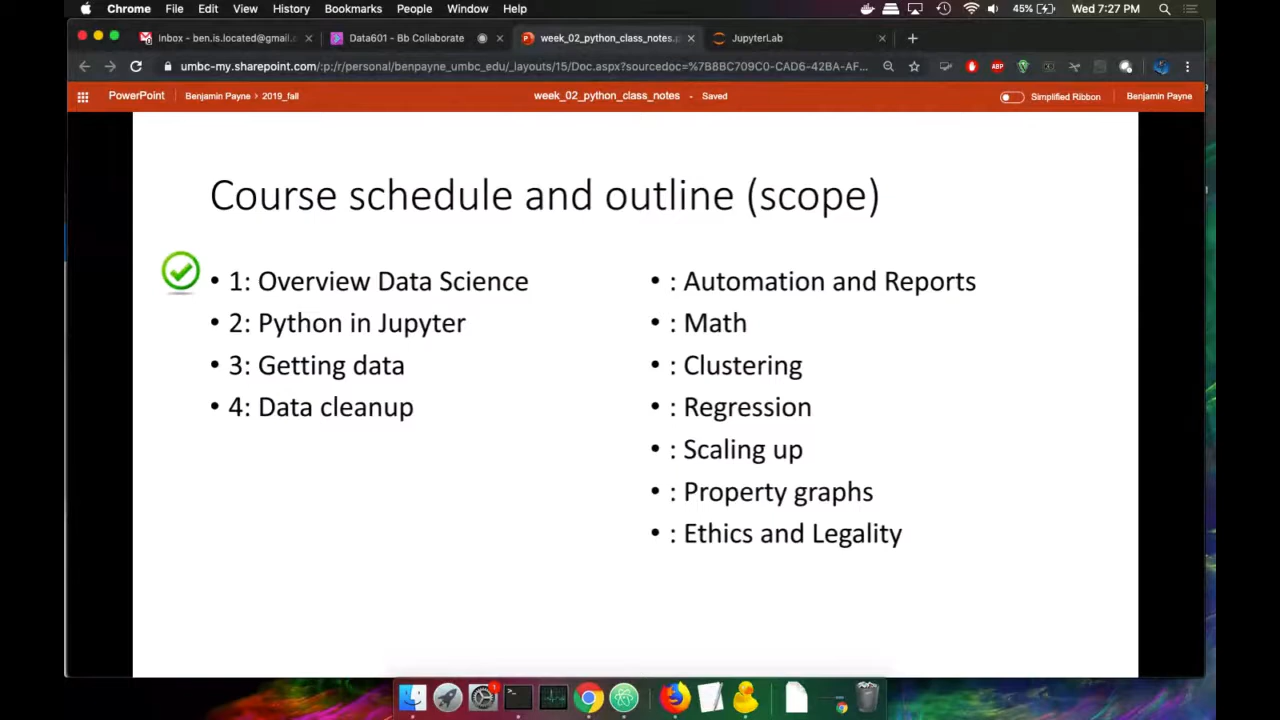 Chrome File Edit View History Bookmarks People Window Help 45% Wed 7:27 PM
Inbox - ben.is.located@gmail. Data601 - Bb Collaborate week_02_python_class_notes.p JupyterLab
umbc-my.sharepoint.com/:p:/r/personal/benpayne_umbc_edu/_layouts/15/Doc.aspx?sourcedoc=%7B8BC709C0-CAD6-42BA-AF... ABP
PowerPoint Benjamin Payne > 2019_fall week_02_python_class_notes - Saved Simplified Ribbon Benjamin Payne
Course schedule and outline (scope)
• 1: Overview Data Science
• 2: Python in Jupyter
• 3: Getting data
• 4: Data cleanup
• : Automation and Reports
• : Math
• : Clustering
• : Regression
• : Scaling up
• : Property graphs
• : Ethics and Legality
1